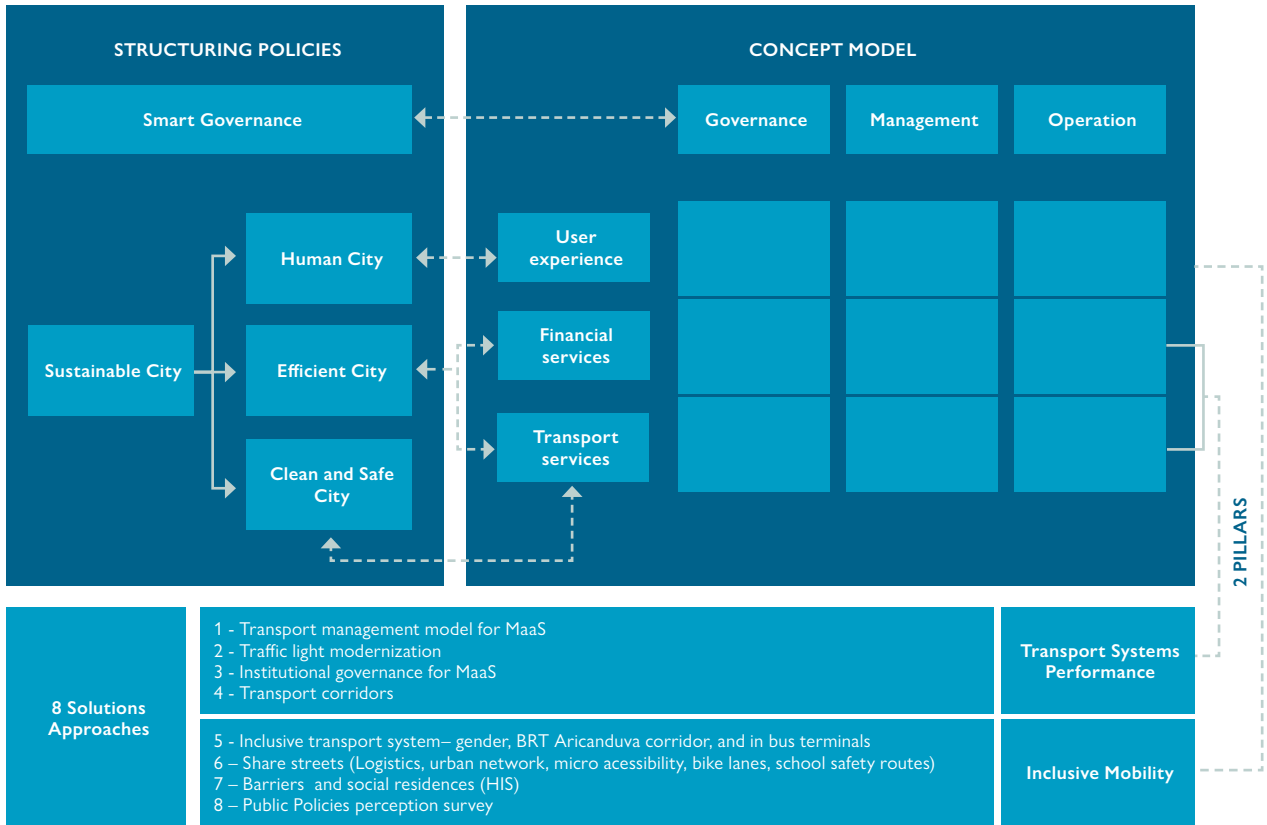 STRUCTURING POLICIES
CONCEPT MODEL
Smart Governance
Governance
Management
Operation
Human City
User
experience
Sustainable City
Efficient City
Financial
services
Clean and Safe
City
Transport
services
2 PILLARS
8 Solutions
Approaches
1 - Transport management model for MaaS
2 - Traffic light modernization
3 - Institutional governance for MaaS
4 - Transport corridors
Transport Systems
Performance
5 - Inclusive transport system– gender, BRT Aricanduva corridor, and in bus terminals
6 – Share streets (Logistics, urban network, micro acessibility, bike lanes, school safety routes)
7 – Barriers and social residences (HIS)
8 – Public Policies perception survey
Inclusive Mobility